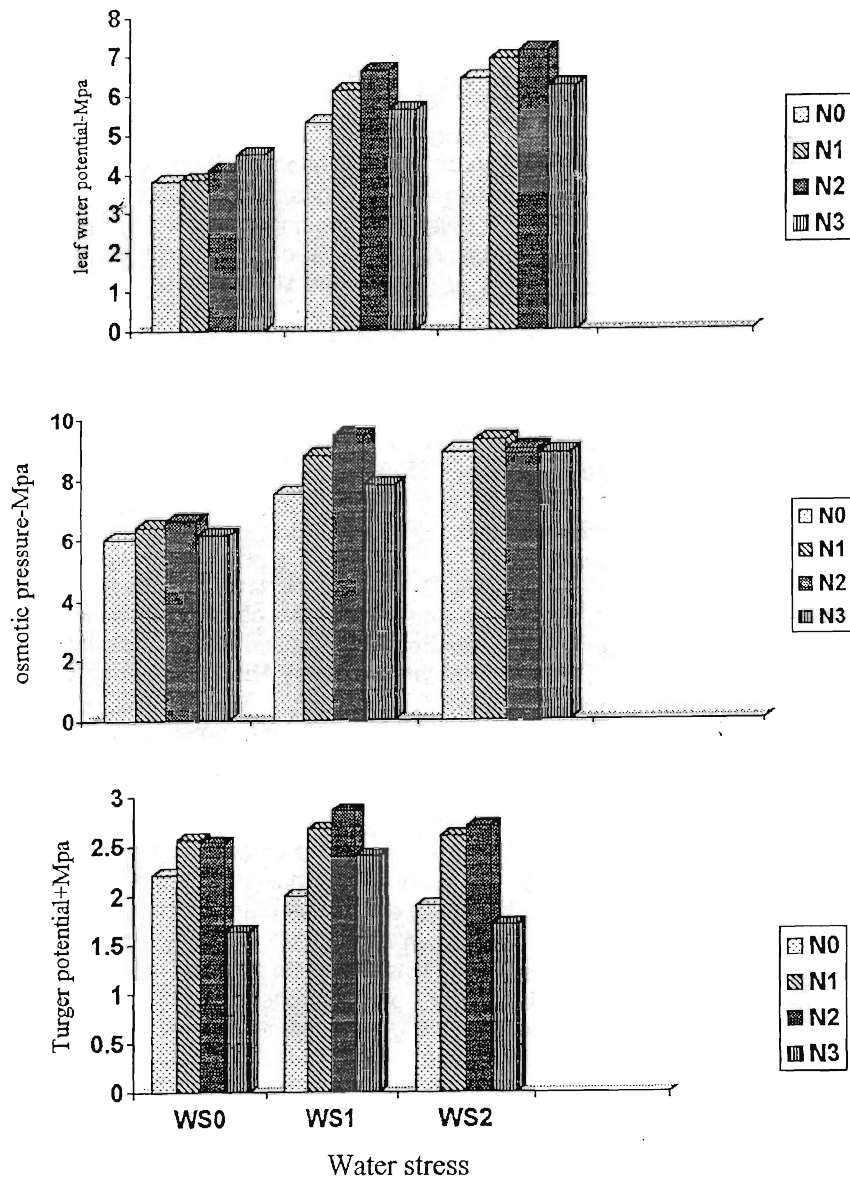 leaf water potential-Mpa
8
7
6
5
4
3
2
1
0
N0
N1
N2
N3
osmotic pressure-Mpa
10
8
6
4
2
0
N0
N1
N2
N3
Turger potential+Mpa
3
2.5
2
1.5
1
0.5
0
N0
N1
N2
N3
WS0 WS1 WS2
Water stress